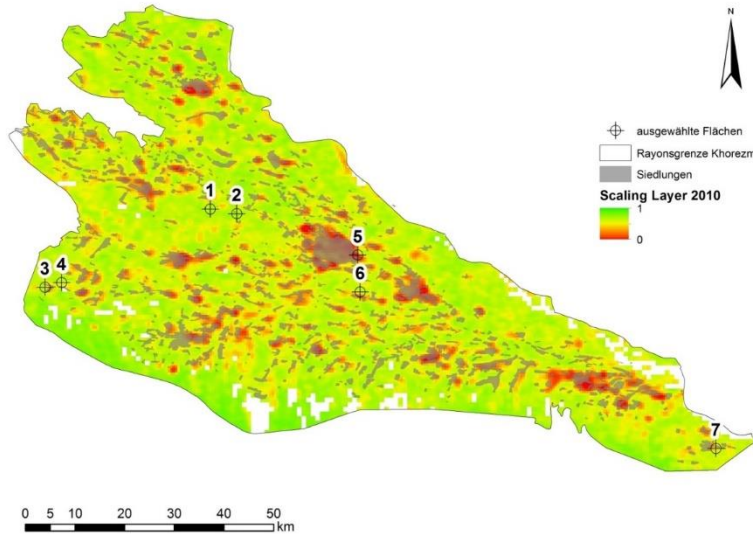 N
ausgewählte Flächen
Rayonsgrenze Khorezm
Siedlungen
Scaling Layer 2010
1
0
1
2
5
6
3
4
7
0 5 10 20 30 40 50
km